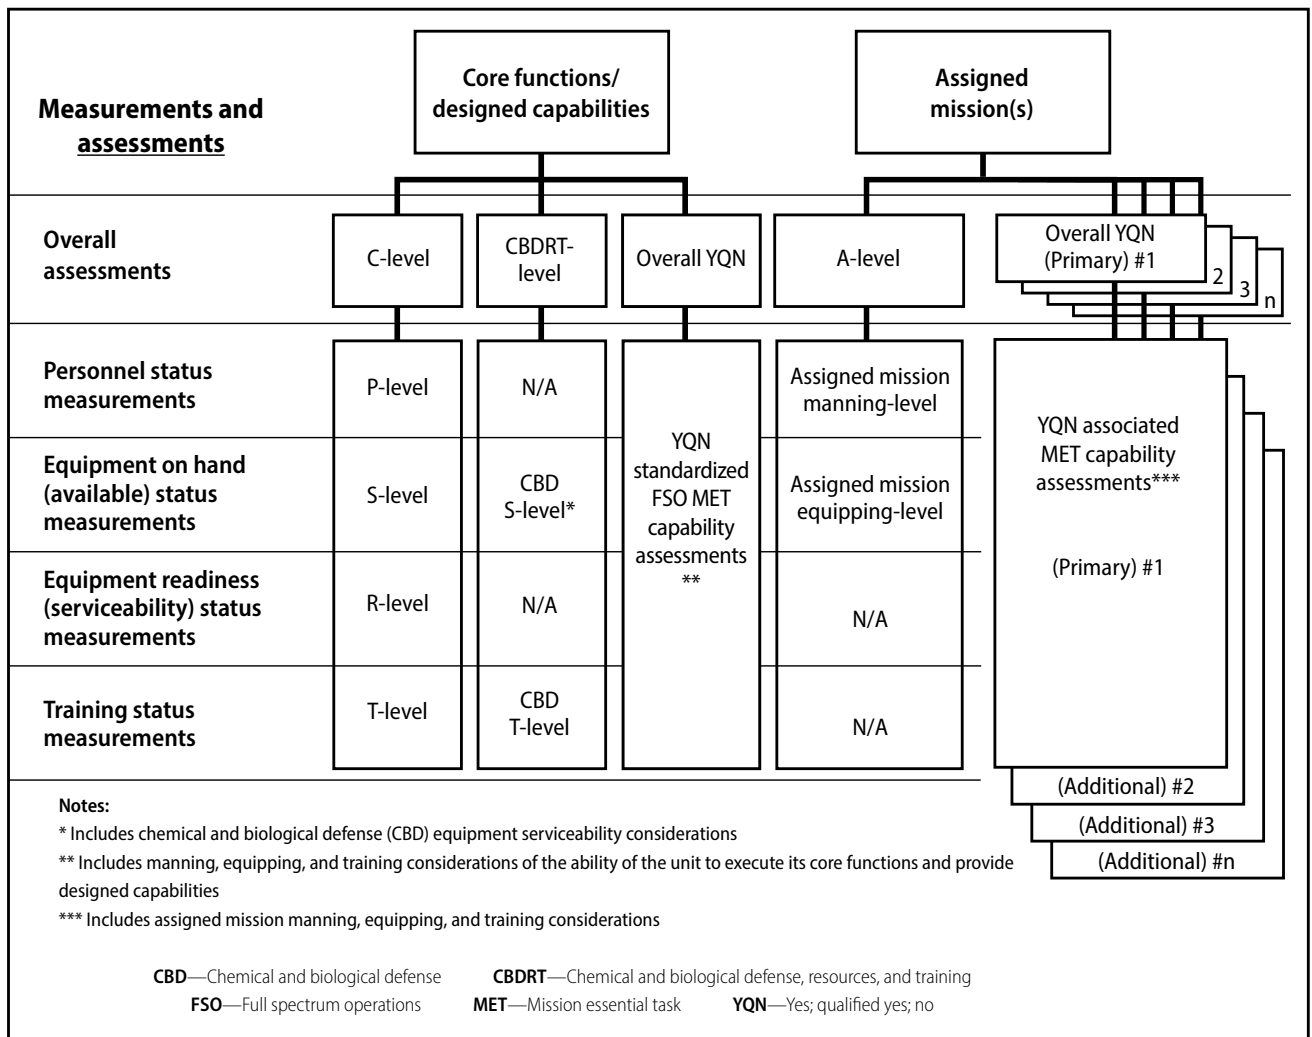 Core functions/
designed capabilities
Assigned
mission(s)
Measurements and
assessments
Overall
assessments
C-level
CBDRT-
level
Overall YQN
A-level
Overall YQN
(Primary) #1
2
3
n
Personnel status
measurements
P-level
N/A
Assigned mission
manning-level
Equipment on hand
(available) status
measurements
S-level
CBD
S-level*
YQN
standardized
FSO MET
capability
assessments
**
Assigned mission
equipping-level
YQN associated
MET capability
assessments***
(Primary) #1
Equipment readiness
(serviceability) status
measurements
R-level
N/A
N/A
Training status
measurements
T-level
CBD
T-level
N/A
(Additional) #2
(Additional) #3
(Additional) #n
Notes:
* Includes chemical and biological defense (CBD) equipment serviceability considerations
** Includes manning, equipping, and training considerations of the ability of the unit to execute its core functions and provide
designed capabilities
*** Includes assigned mission manning, equipping, and training considerations
CBD—Chemical and biological defense CBDRT—Chemical and biological defense, resources, and training
FSO—Full spectrum operations MET—Mission essential task YQN—Yes; qualified yes; no